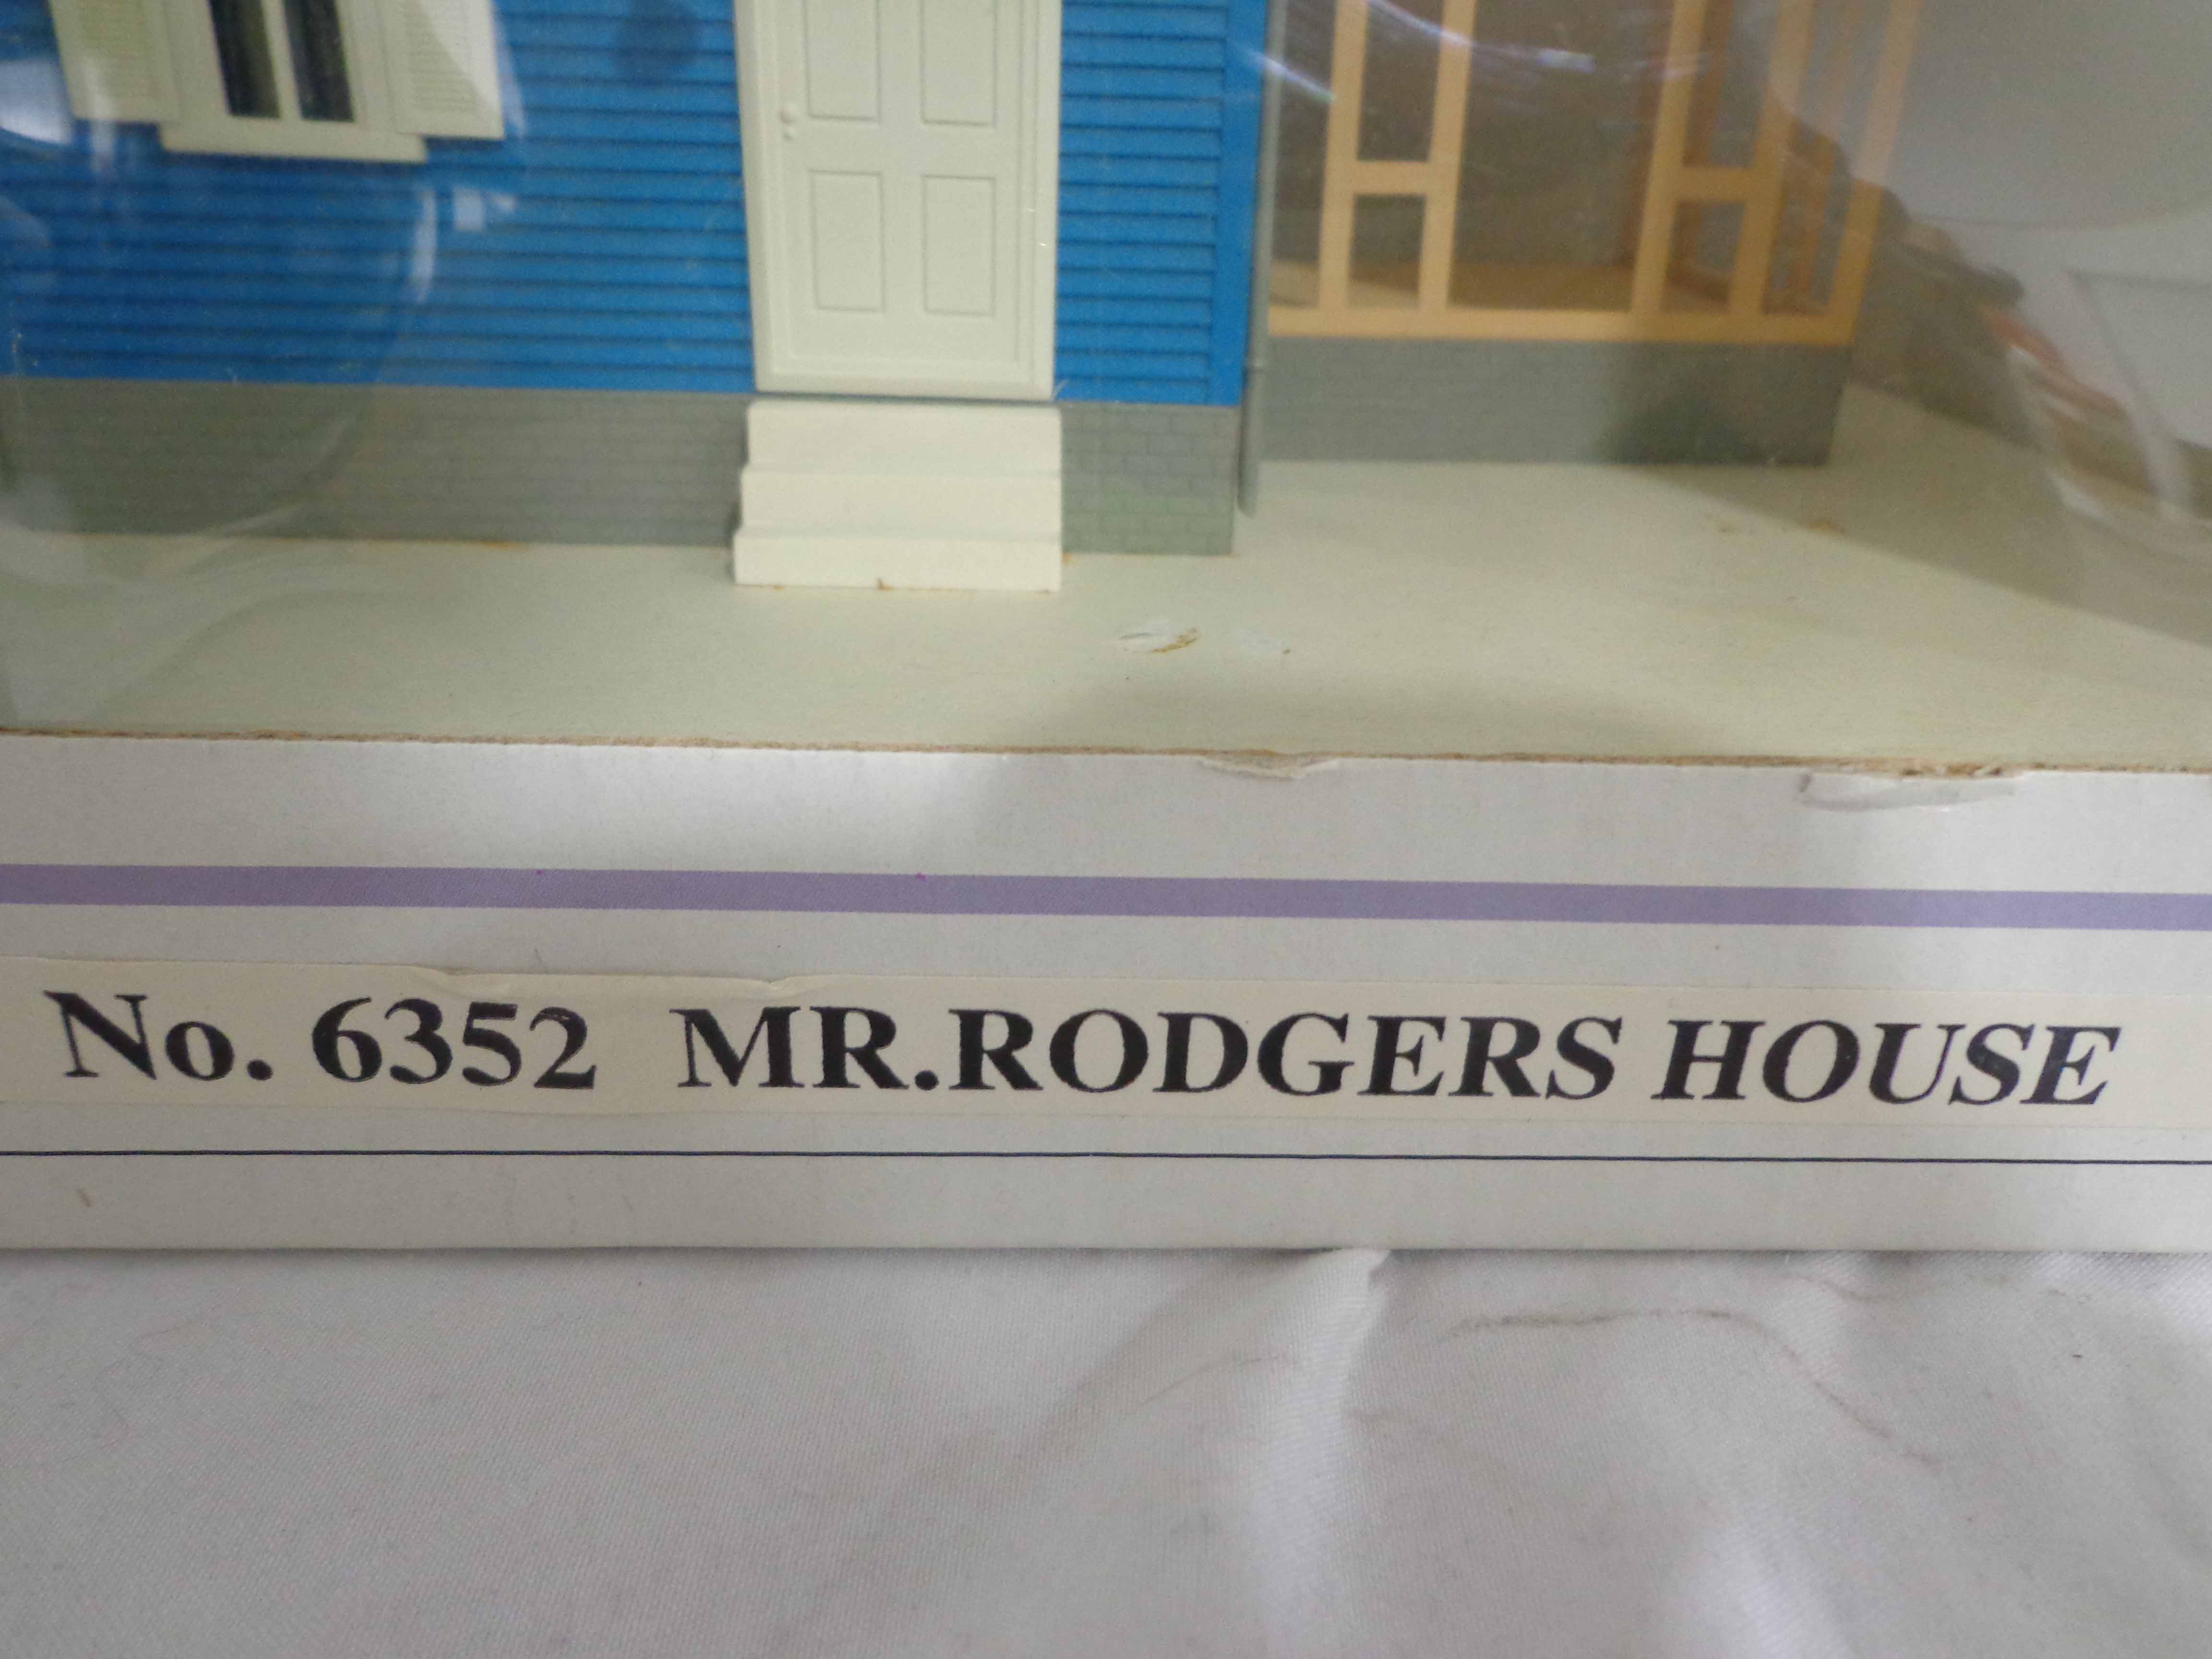 No. 6352 MR.RODGERS HOUSE